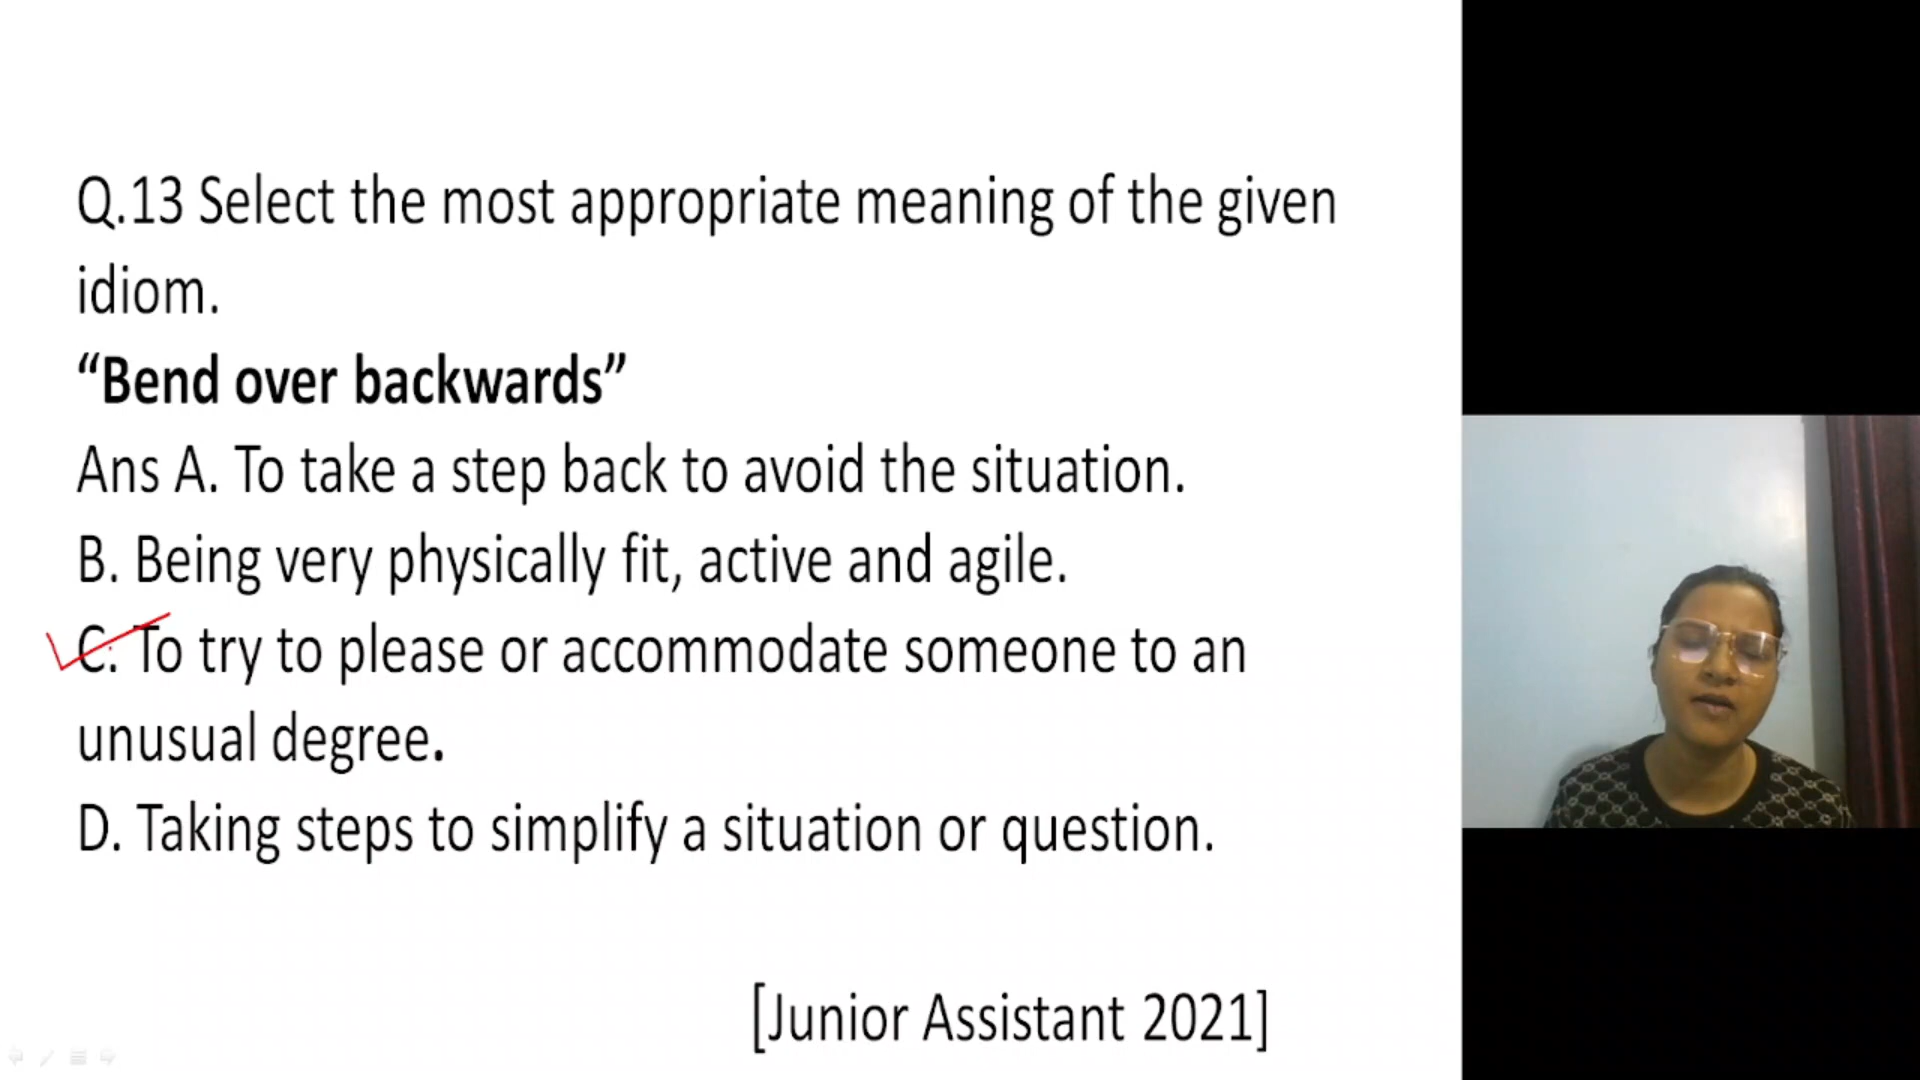 Q.13 Select the most appropriate meaning of the given
idiom.
“Bend over backwards”
Ans A. To take a step back to avoid the situation.
B. Being very physically fit, active and agile.
C. To try to please or accommodate someone to an
unusual degree.
D. Taking steps to simplify a situation or question.
[Junior Assistant 2021]